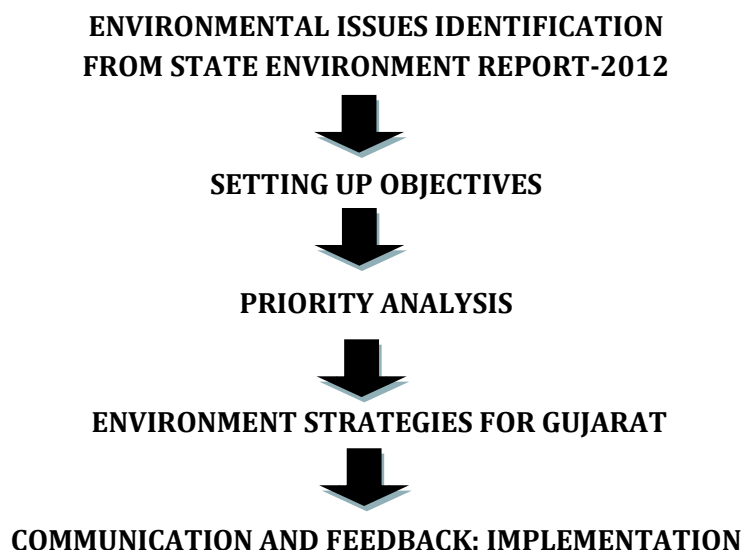 ENVIRONMENTAL ISSUES IDENTIFICATION
FROM STATE ENVIRONMENT REPORT-2012
SETTING UP OBJECTIVES
PRIORITY ANALYSIS
ENVIRONMENT STRATEGIES FOR GUJARAT
COMMUNICATION AND FEEDBACK: IMPLEMENTATION